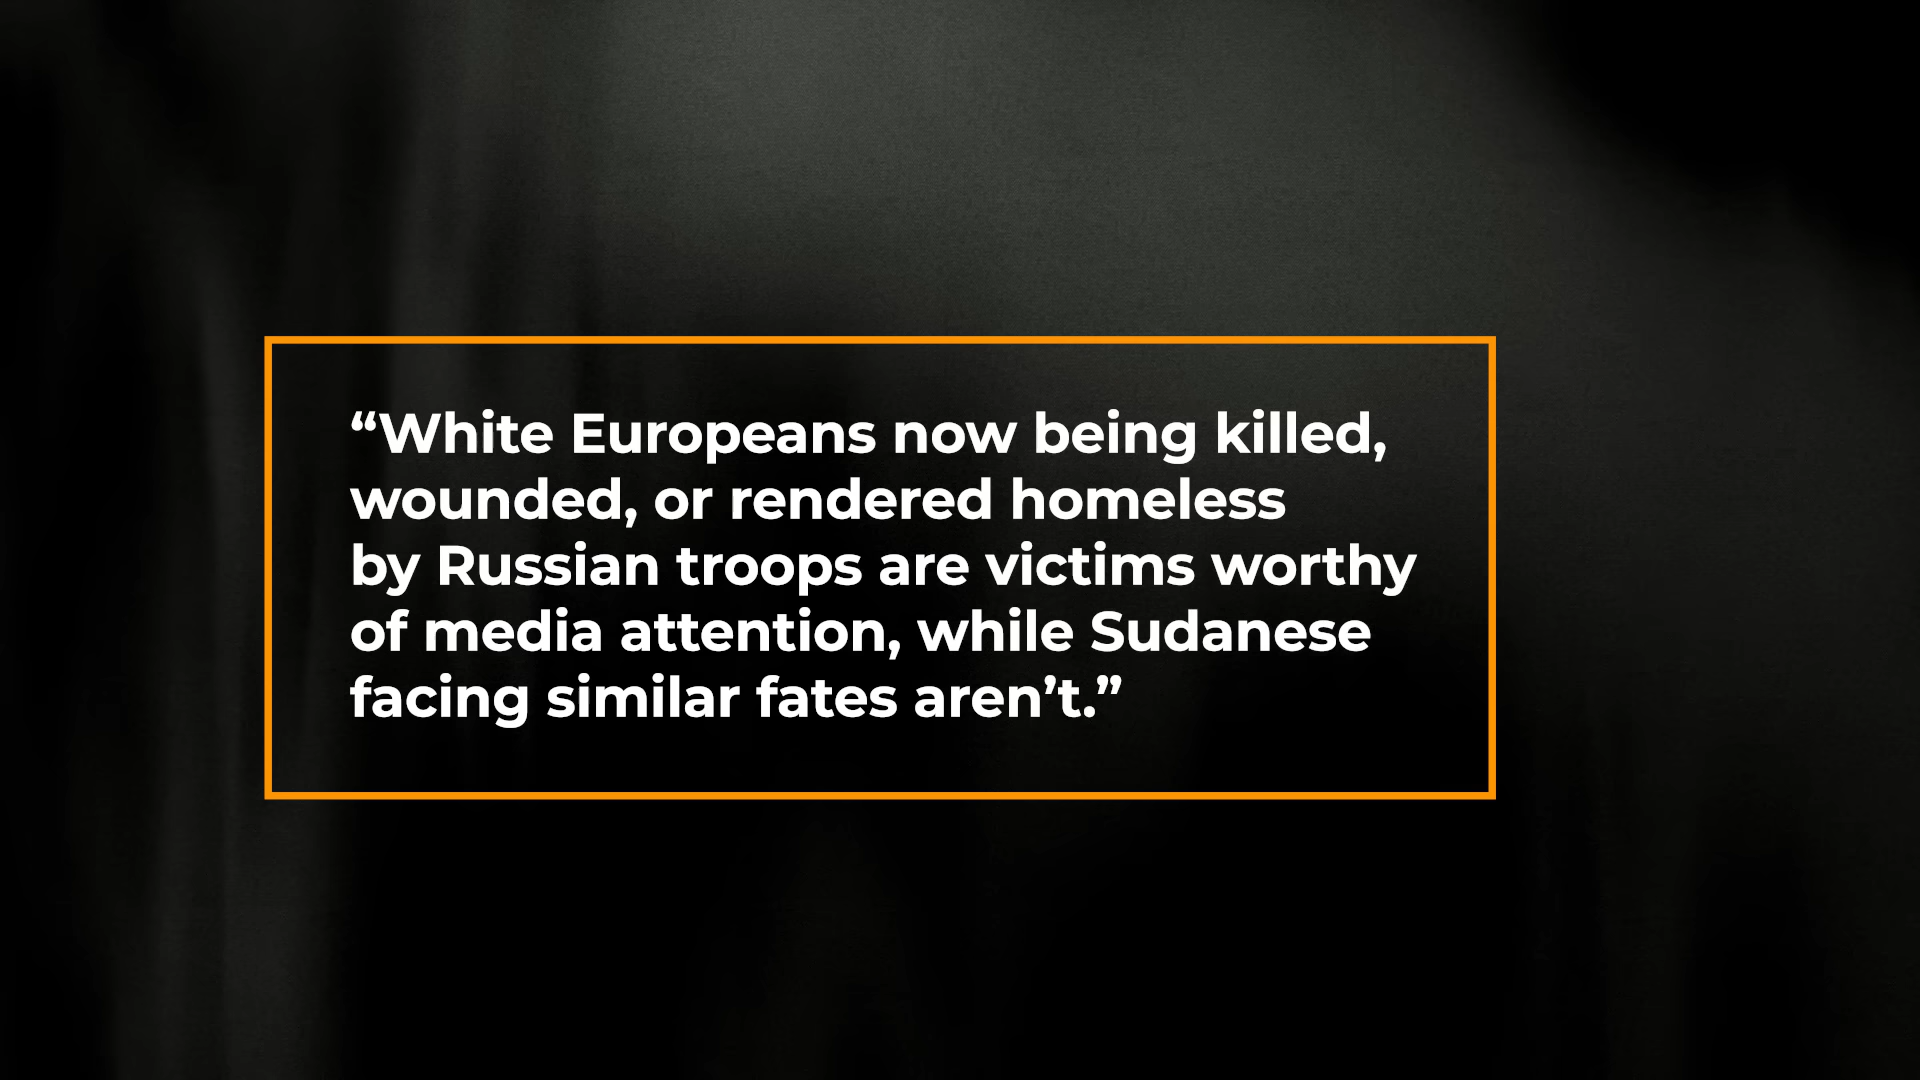 “White Europeans now being killed,
wounded, or rendered homeless
by Russian troops are victims worthy
of media attention, while Sudanese
facing similar fates aren’t.”